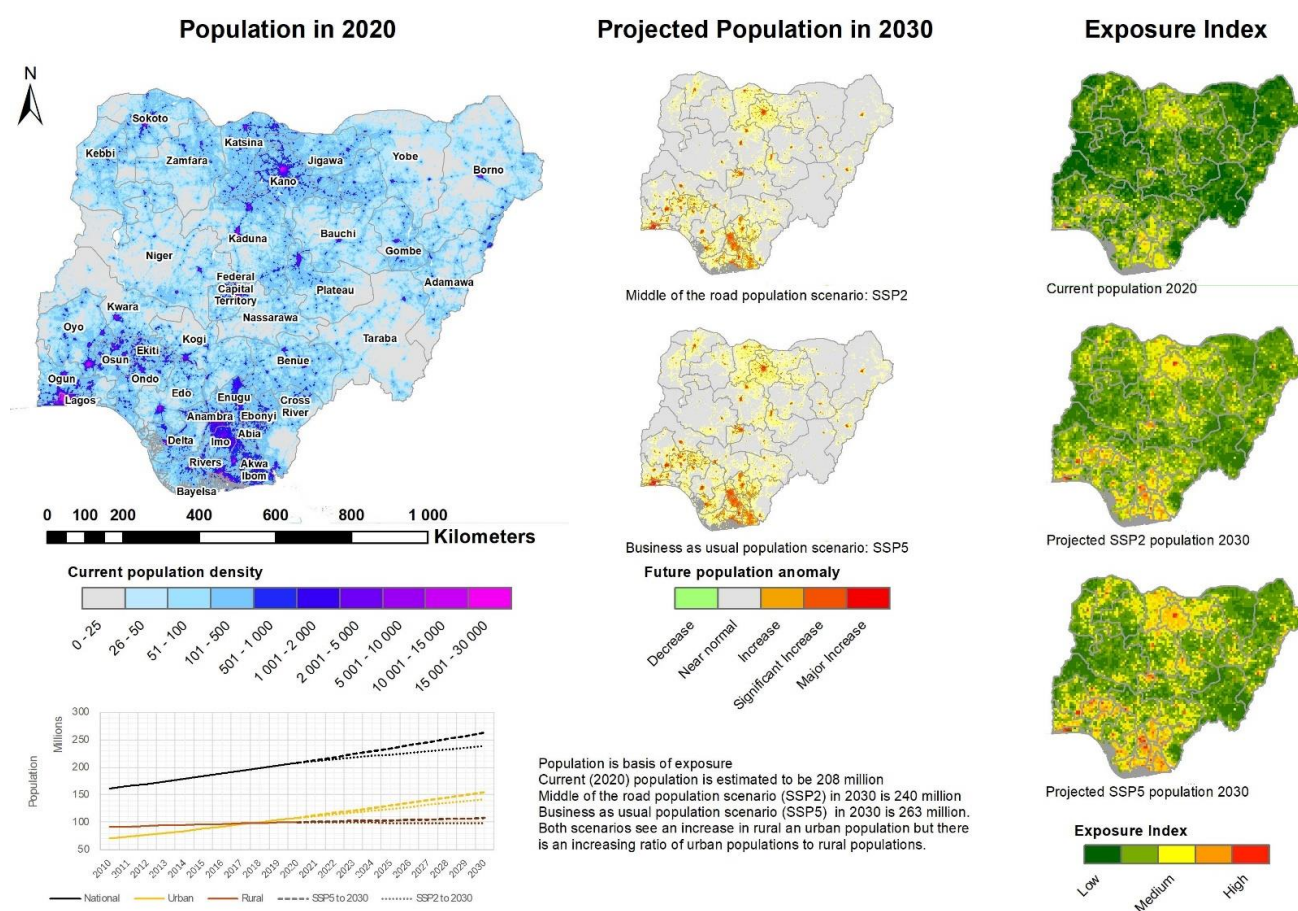 Population in 2020
Projected Population in 2030
Exposure Index
N
Sokoto
Kebbi
Zamfara
Katsina
Jigawa
Kano
Yobe
Borno
Kaduna
Bauchi
Gombe
Niger
Federal
Capital
Territory
Plateau
Adamawa
Nassarawa
Kwara
Oyo
Kogi
Taraba
Osun
Ekiti
Benue
Ogun
Ondo
Lagos
Edo
Enugu
Cross
River
Anambra
Ebonyi
Delta
Imo
Abia
Rivers
Akwa
Ibom
Bayelsa
0 100 200 400 600 800 1 000
Kilometers
Current population density
0 - 25
26 - 50
51 - 100
101 - 500
501 - 1 000
1 001 - 2 000
2 001 - 5 000
5 001 - 10 000
10 001 - 15 000
15 001 - 30 000
Middle of the road population scenario: SSP2
Business as usual population scenario: SSP5
Future population anomaly
Decrease
Near normal
Increase
Significant Increase
Major Increase
Current population 2020
Projected SSP2 population 2030
Projected SSP5 population 2030
Exposure Index
Low
Medium
High
Population
Millions
300
250
200
150
100
50
2010
3011
2012
2013
2014
2015
2016
2017
2018
2019
2020
2021
2022
2023
2024
2025
2026
2027
2028
2029
2030
National
Urban
Rural
SSP5 to 2030
SSP2 to 2030
Population is basis of exposure
Current (2020) population is estimated to be 208 million
Middle of the road population scenario (SSP2) in 2030 is 240 million
Business as usual population scenario (SSP5) in 2030 is 263 million.
Both scenarios see an increase in rural an urban population but there
is an increasing ratio of urban populations to rural populations.